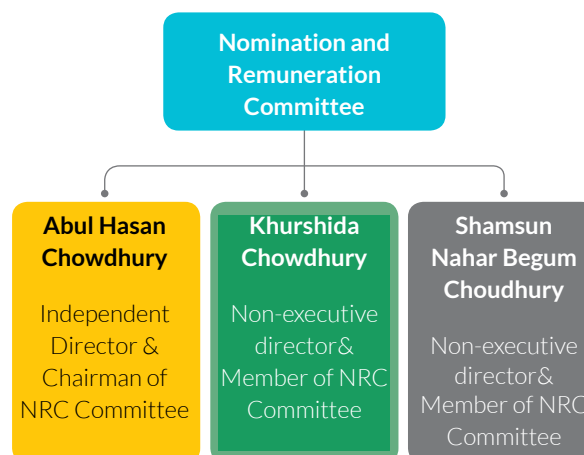 Nomination and
Remuneration
Committee
Abul Hasan
Chowdhury
Independent
Director &
Chairman of
NRC Committee
Khurshida
Chowdhury
Non-executive
director&
Member of NRC
Committee
Shamsun
Nahar Begum
Choudhury
Non-executive
director&
Member of NRC
Committee